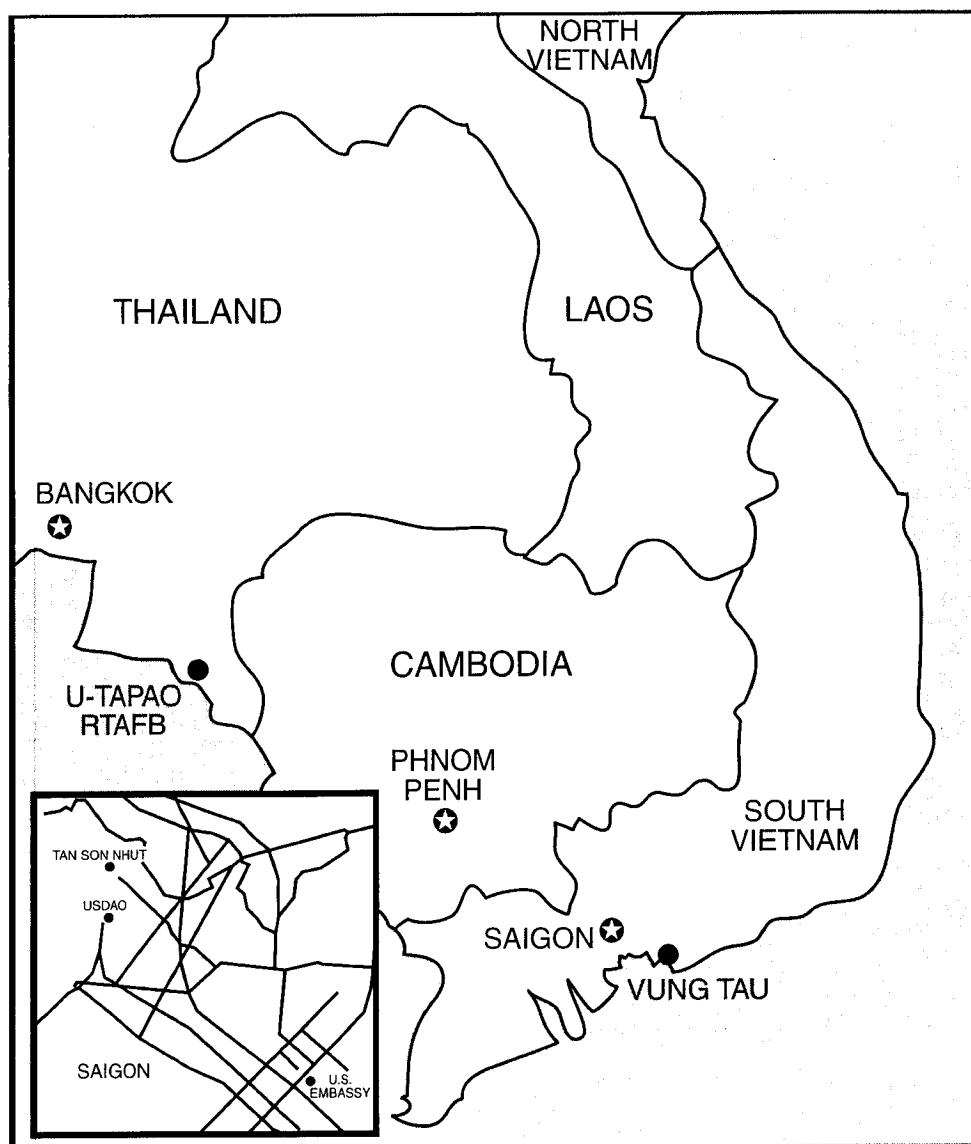 NORTH
VIETNAM
THAILAND
LAOS
BANGKOK
CAMBODIA
U-TAPAO
RTAFB
PHNOM
PENH
SOUTH
VIETNAM
SAIGON
VUNG TAU
TAN SON NHUT
USDAO
SAIGON
U.S.
EMBASSY